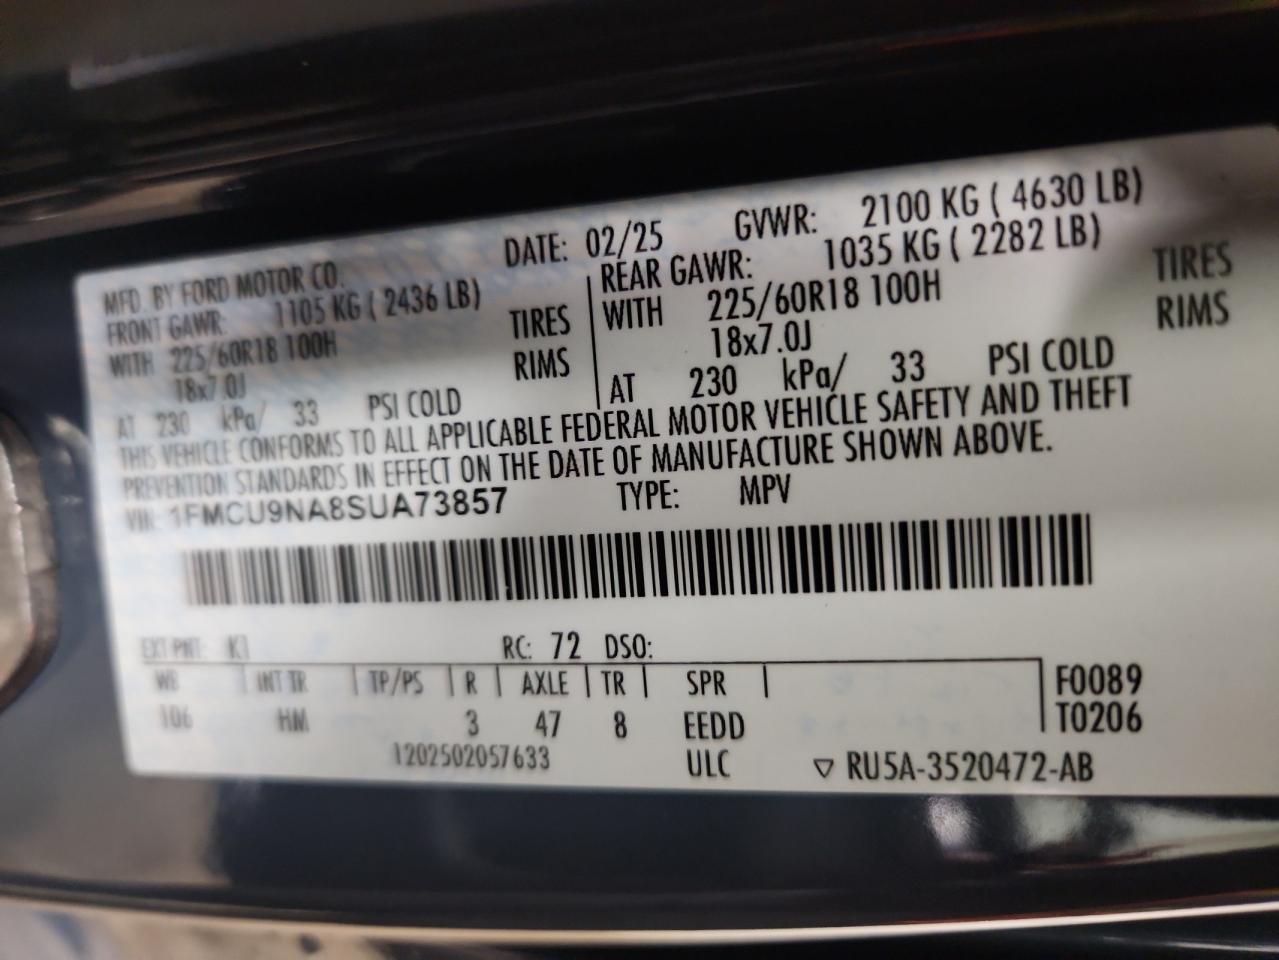 MFD. BY FORD MOTOR CO. DATE: 02/25 GVWR: 2100 KG ( 4630 LB)
FRONT GAWR: 1105 KG ( 2436 LB) REAR GAWR: 1035 KG ( 2282 LB)
WITH 225/60R18 100H TIRES WITH 225/60R18 100H TIRES
18x7.0J RIMS 18x7.0J RIMS
AT 230 kPa/ 33 PSI COLD AT 230 kPa/ 33 PSI COLD
THIS VEHICLE CONFORMS TO ALL APPLICABLE FEDERAL MOTOR VEHICLE SAFETY AND THEFT
PREVENTION STANDARDS IN EFFECT ON THE DATE OF MANUFACTURE SHOWN ABOVE.
VIN: 1FMCU9NA8SUA73857 TYPE: MPV
EXT PNT: K1 RC: 72 DSO:
WB INT TR TP/PS R AXLE TR SPR F0089
106 HM 3 47 8 EEDD T0206
1202502057633 ULC ▽ RU5A-3520472-AB